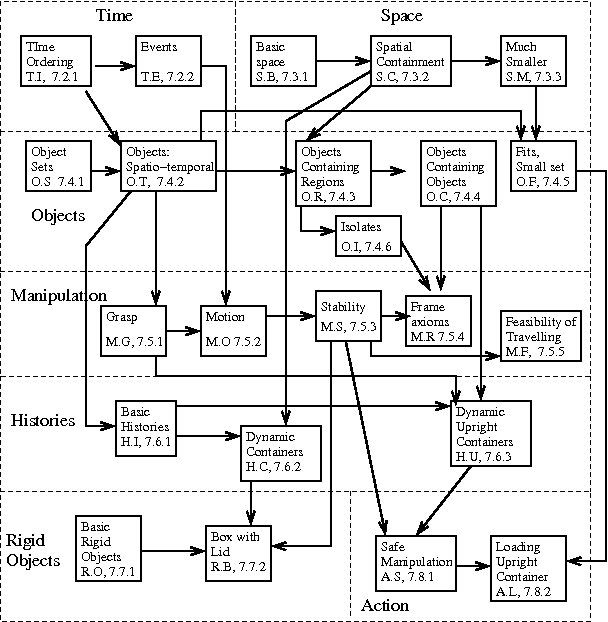 Time
Space
TIme
Ordering
T.I, 7.2.1
Events
T.E, 7.2.2
Basic
space
S.B, 7.3.1
Spatial
Containment
S.C, 7.3.2
Much
Smaller
S.M, 7.3.3
Object
Sets
O.S 7.4.1
Objects:
Spatio-temporal
O.T, 7.4.2
Objects
Containing
Regions
O.R, 7.4.3
Objects
Containing
Objects
O.C, 7.4.4
Fits,
Small set
O.F, 7.4.5
Objects
Isolates
O.I, 7.4.6
Manipulation
Grasp
M.G, 7.5.1
Motion
M.O 7.5.2
Stability
M.S, 7.5.3
Frame
axioms
M.R 7.5.4
Feasibility of
Travelling
M.F, 7.5.5
Histories
Basic
Histories
H.I, 7.6.1
Dynamic
Containers
H.C, 7.6.2
Dynamic
Upright
Containers
H.U, 7.6.3
Rigid
Objects
Basic
Rigid
Objects
R.O, 7.7.1
Box with
Lid
R.B, 7.7.2
Safe
Manipulation
A.S, 7.8.1
Loading
Upright
Container
A.L, 7.8.2
Action